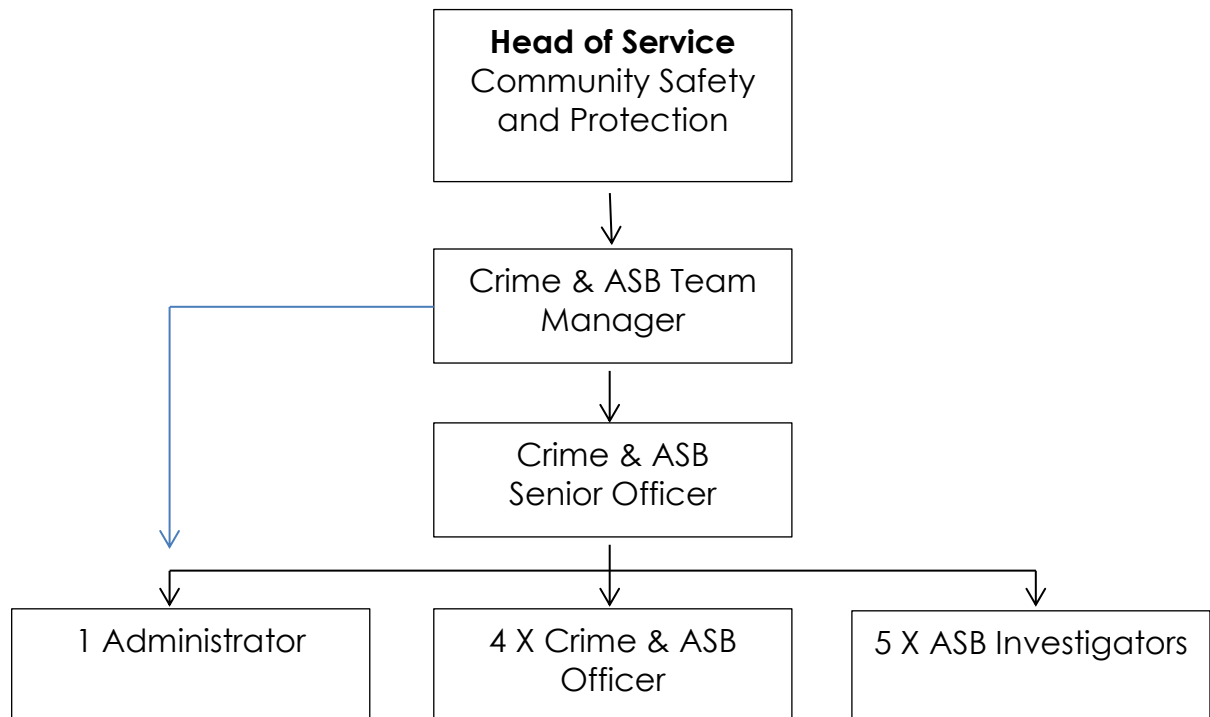 Head of Service
Community Safety
and Protection
Crime & ASB Team
Manager
Crime & ASB
Senior Officer
1 Administrator
4 X Crime & ASB
Officer
5 X ASB Investigators